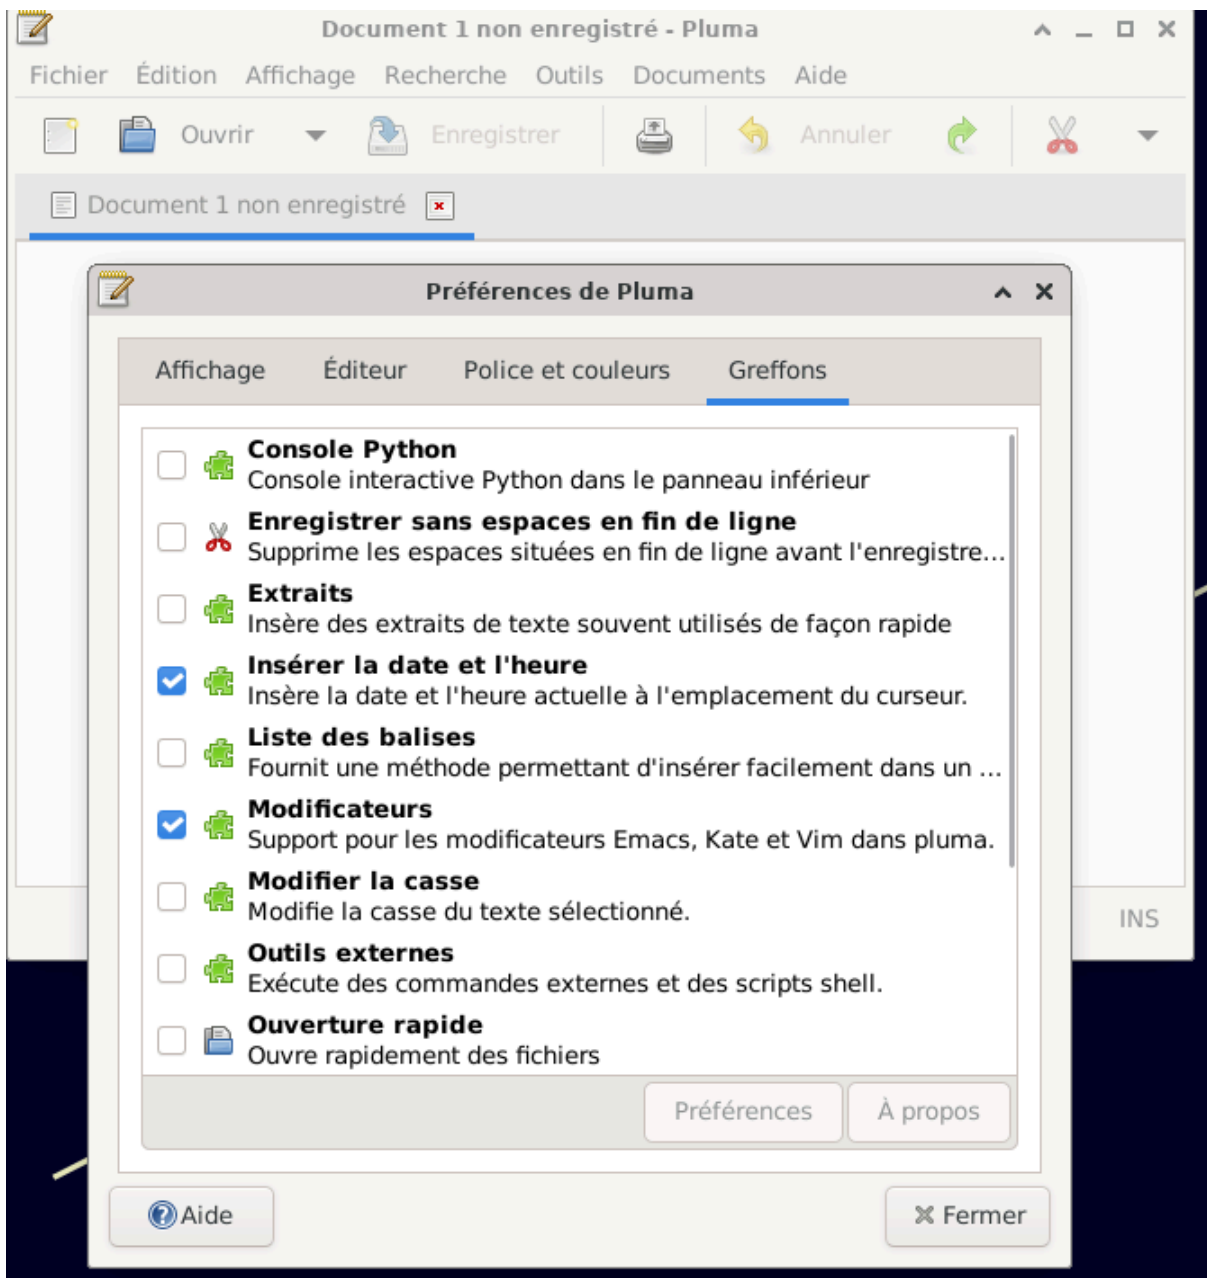 Document 1 non enregistré - Pluma
Fichier Édition Affichage Recherche Outils Documents Aide
Ouvrir Enregistrer Annuler
Document 1 non enregistré
Préférences de Pluma
Affichage Éditeur Police et couleurs Greffons
Console Python
Console interactive Python dans le panneau inférieur
Enregistrer sans espaces en fin de ligne
Supprime les espaces situées en fin de ligne avant l'enregistre...
Extraits
Insère des extraits de texte souvent utilisés de façon rapide
Insérer la date et l'heure
Insère la date et l'heure actuelle à l'emplacement du curseur.
Liste des balises
Fournit une méthode permettant d'insérer facilement dans un ...
Modificateurs
Support pour les modificateurs Emacs, Kate et Vim dans pluma.
Modifier la casse
Modifie la casse du texte sélectionné.
INS
Outils externes
Exécute des commandes externes et des scripts shell.
Ouverture rapide
Ouvre rapidement des fichiers
Préférences À propos
Aide Fermer